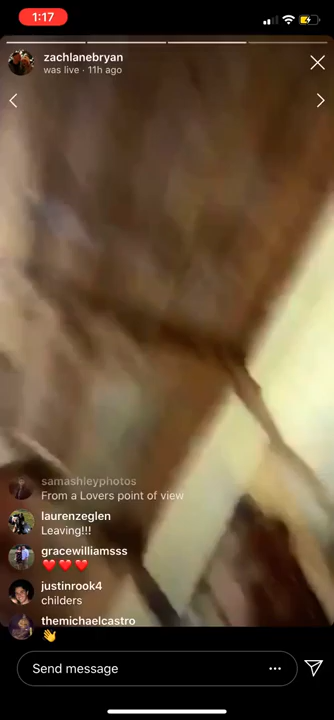 1:17
zachlanebryan
was live · 11h ago
samashleyphotos
From a Lovers point of view
laurenzeglen
Leaving!!!
gracewilliamsss
❤️❤️❤️
justinrook4
childers
themichaelcastro
👋
Send message